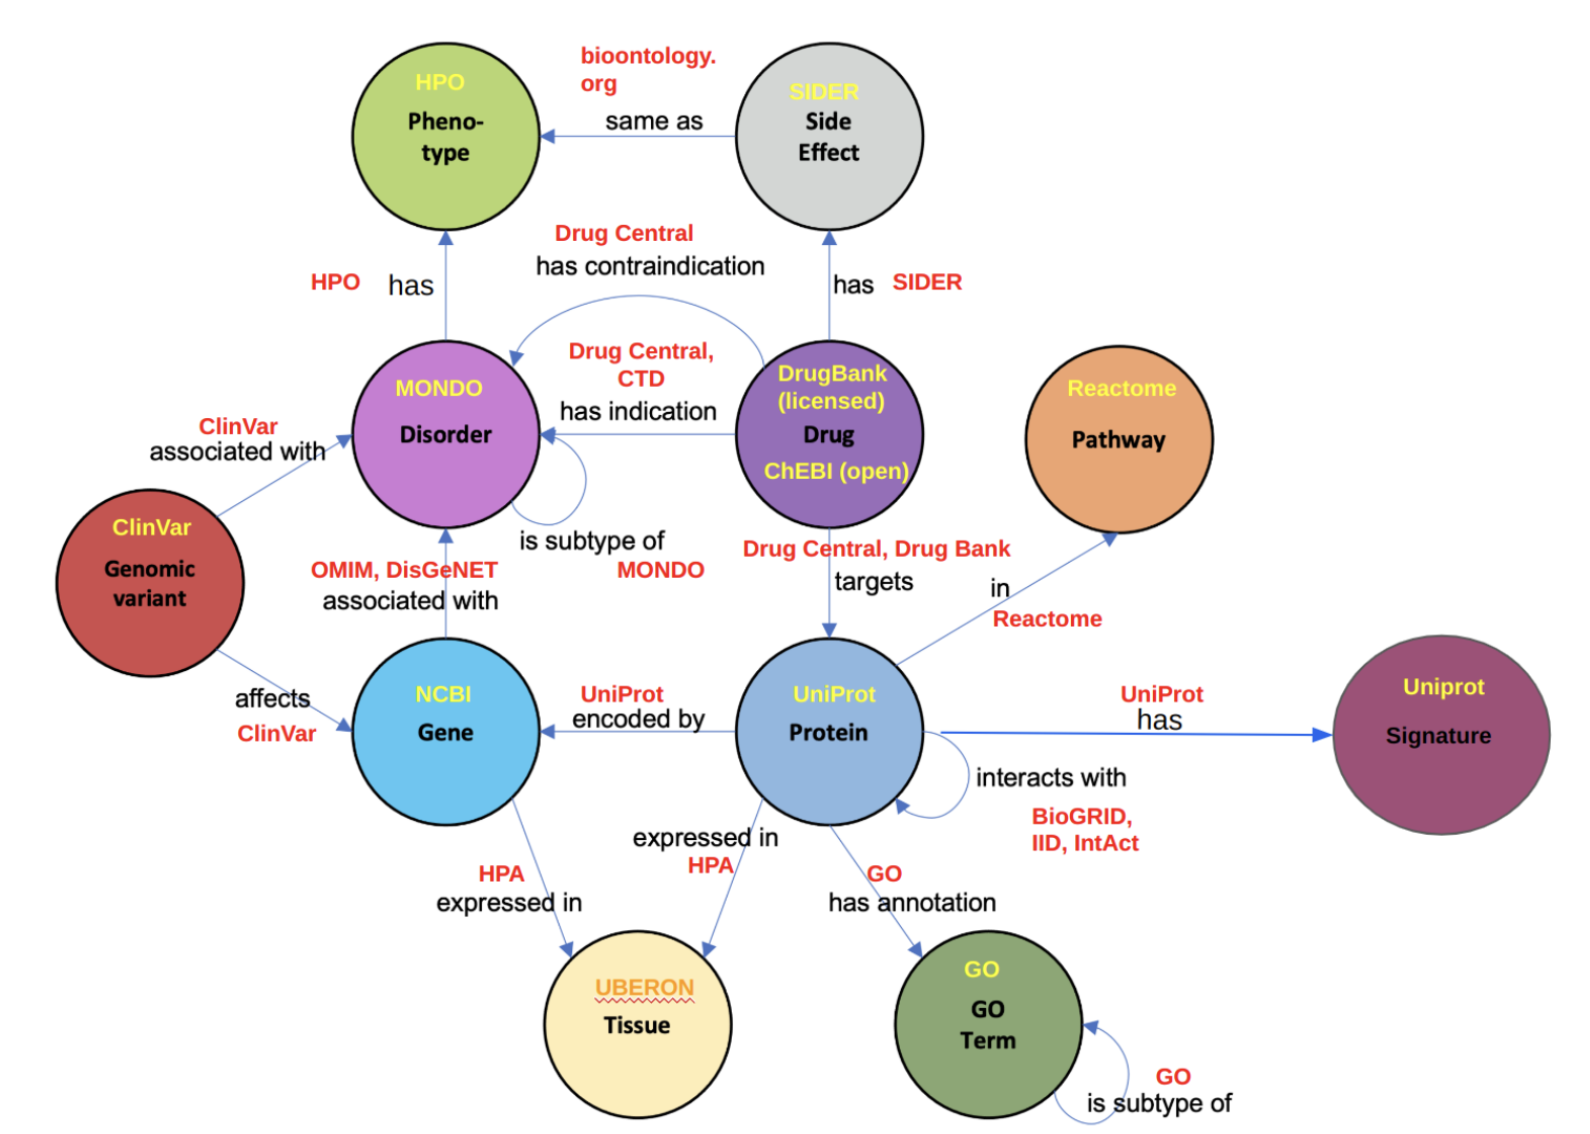 HPO
Pheno-
type
bioontology.
org
same as
SIDER
Side
Effect
Drug Central
has contraindication
HPO
has
has
SIDER
Drug Central,
CTD
has indication
MONDO
Disorder
DrugBank
(licensed)
Drug
ChEBI (open)
Reactome
Pathway
ClinVar
associated with
ClinVar
Genomic
variant
is subtype of
MONDO
OMIM, DisGeNET
associated with
Drug Central, Drug Bank
targets
in
Reactome
affects
ClinVar
NCBI
Gene
UniProt
encoded by
UniProt
Protein
UniProt
has
Uniprot
Signature
interacts with
BioGRID,
IID, IntAct
HPA
expressed in
expressed in
HPA
GO
has annotation
UBERON
Tissue
GO
GO
Term
GO
is subtype of